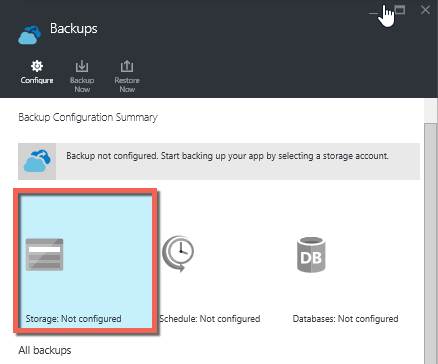 Backups
Configure
Backup
Now
Restore
Now
Backup Configuration Summary
Backup not configured. Start backing up your app by selecting a storage account.
DB
Storage: Not configured
Schedule: Not configured
Databases: Not configured
All backups